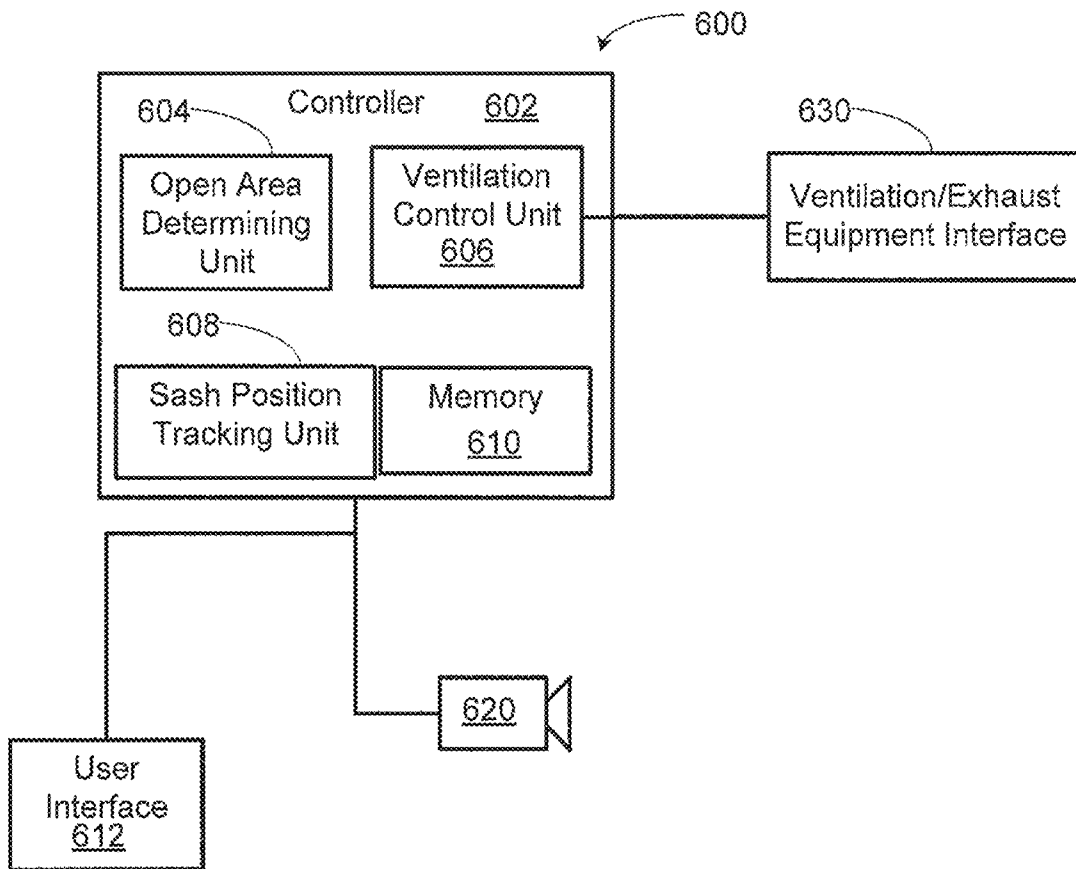 600
Controller 602
604
Open Area
Determining
Unit
Ventilation
Control Unit
606
630
Ventilation/Exhaust
Equipment Interface
608
Sash Position
Tracking Unit
Memory
610
620
User
Interface
612